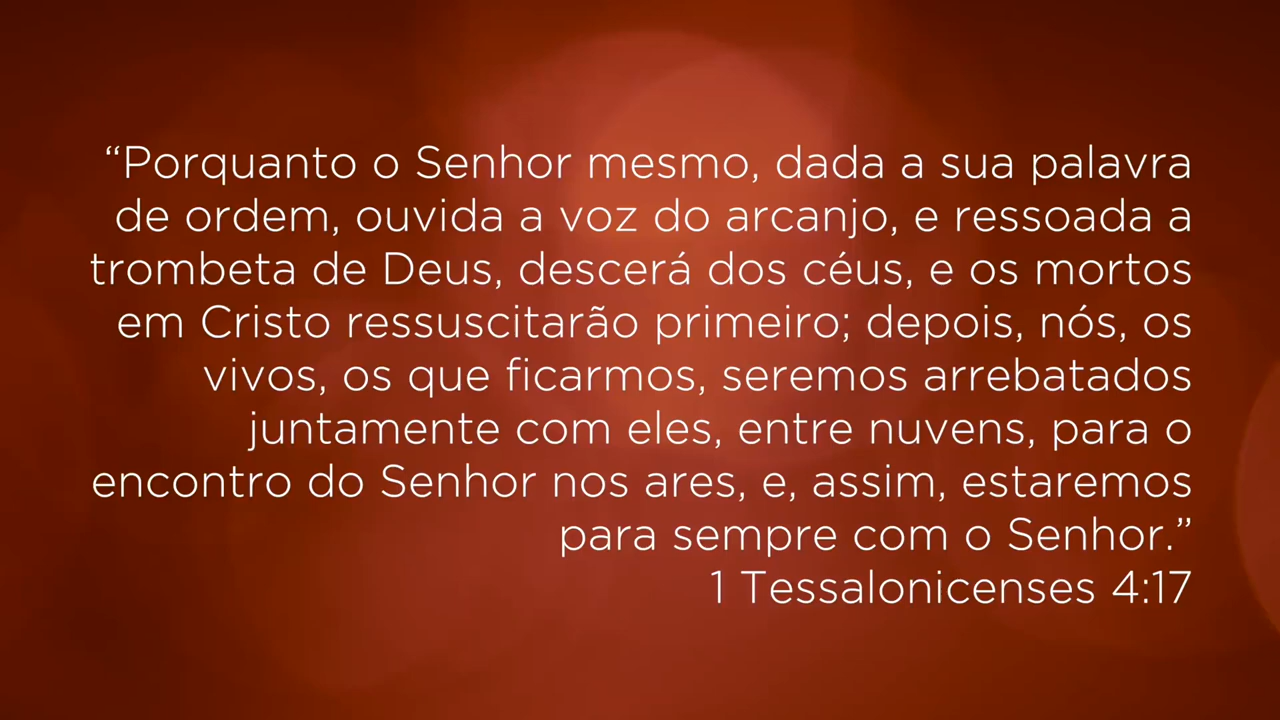 “Porquanto o Senhor mesmo, dada a sua palavra
de ordem, ouvida a voz do arcanjo, e ressoada a
trombeta de Deus, descerá dos céus, e os mortos
em Cristo ressuscitarão primeiro; depois, nós, os
vivos, os que ficarmos, seremos arrebatados
juntamente com eles, entre nuvens, para o
encontro do Senhor nos ares, e, assim, estaremos
para sempre com o Senhor.”
1 Tessalonicenses 4:17